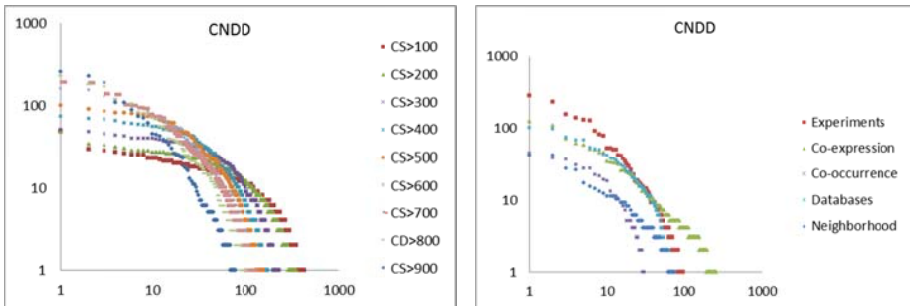 CNDD
1000
100
10
1
1
10
100
1000
CS>100
CS>200
CS>300
CS>400
CS>500
CS>600
CS>700
CD>800
CS>900
CNDD
1000
100
10
1
1
10
100
1000
Experiments
Co-expression
Co-occurrence
Databases
Neighborhood